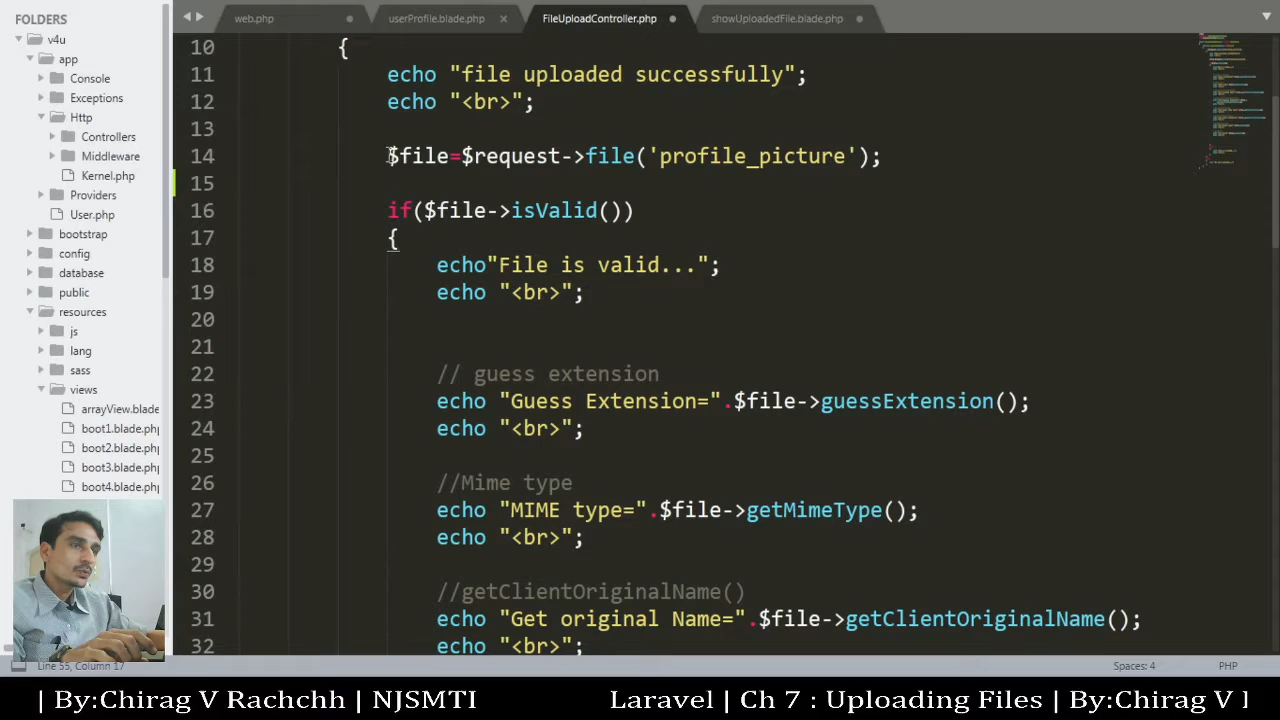 FOLDERS
v4u
app
Console
Exceptions
Http
Controllers
Middleware
Kernel.php
Providers
User.php
bootstrap
config
database
public
resources
js
lang
sass
views
arrayView.blade
boot1.blade.php
boot2.blade.php
boot3.blade.php
boot4.blade.php
web.php userProfile.blade.php × FileUploadController.php showUploadedFile.blade.php
10 {
11 echo "file uploaded successfully";
12 echo "<br>";
13
14 $file=$request->file('profile_picture');
15
16 if($file->isValid())
17 {
18 echo"File is valid...";
19 echo "<br>";
20
21
22 // guess extension
23 echo "Guess Extension=".$file->guessExtension();
24 echo "<br>";
25
26 //Mime type
27 echo "MIME type=".$file->getMimeType();
28 echo "<br>";
29
30 //getClientOriginalName()
31 echo "Get original Name=".$file->getClientOriginalName();
32 echo "<br>";
Line 55, Column 17 Spaces: 4 PHP
| By:Chirag V Rachchh | NJSMTI Laravel | Ch 7 : Uploading Files | By:Chirag V